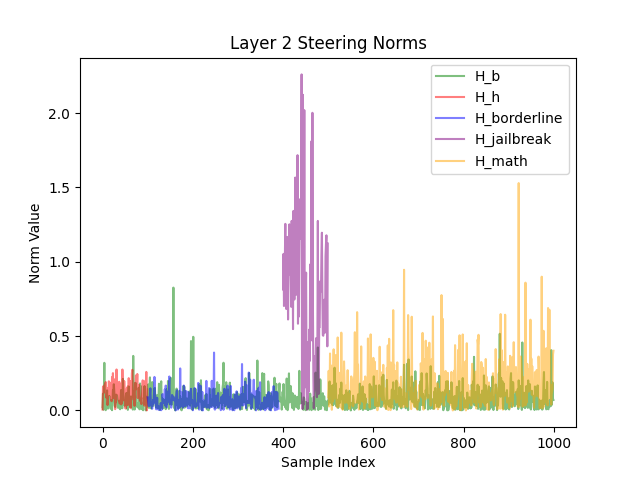 Layer 2 Steering Norms
H_b
H_h
H_borderline
H_jailbreak
H_math
Norm Value
2.0
1.5
1.0
0.5
0.0
0
200
400
600
800
1000
Sample Index